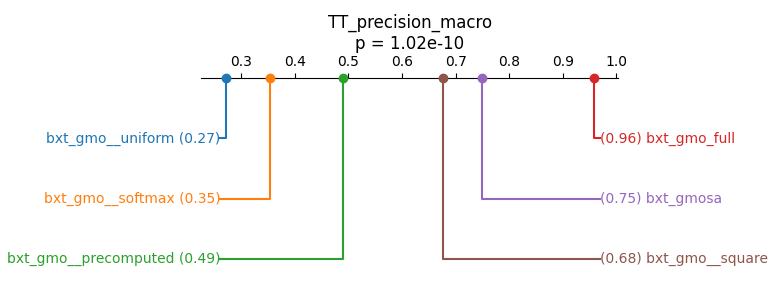 TT_precision_macro
p = 1.02e-10
0.3 0.4 0.5 0.6 0.7 0.8 0.9 1.0
bxt_gmo__uniform (0.27)
(0.96) bxt_gmo_full
bxt_gmo__softmax (0.35)
(0.75) bxt_gmosa
bxt_gmo__precomputed (0.49)
(0.68) bxt_gmo__square